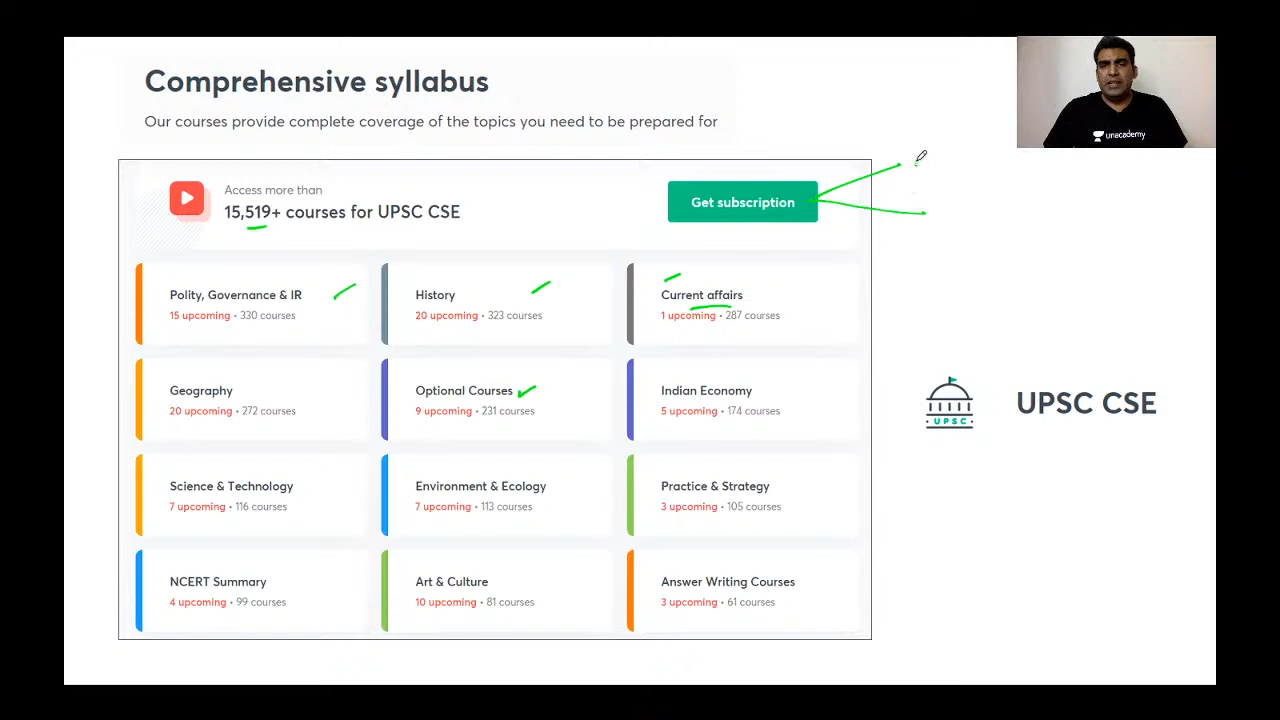 Comprehensive syllabus
Our courses provide complete coverage of the topics you need to be prepared for
unacademy
Access more than
15,519+ courses for UPSC CSE
Get subscription
Polity, Governance & IR
15 upcoming • 330 courses
History
20 upcoming • 323 courses
Current affairs
1 upcoming • 287 courses
Geography
20 upcoming • 272 courses
Optional Courses
9 upcoming • 231 courses
Indian Economy
5 upcoming • 174 courses
UPSC
UPSC CSE
Science & Technology
7 upcoming • 116 courses
Environment & Ecology
7 upcoming • 113 courses
Practice & Strategy
3 upcoming • 105 courses
NCERT Summary
4 upcoming • 99 courses
Art & Culture
10 upcoming • 81 courses
Answer Writing Courses
3 upcoming • 61 courses